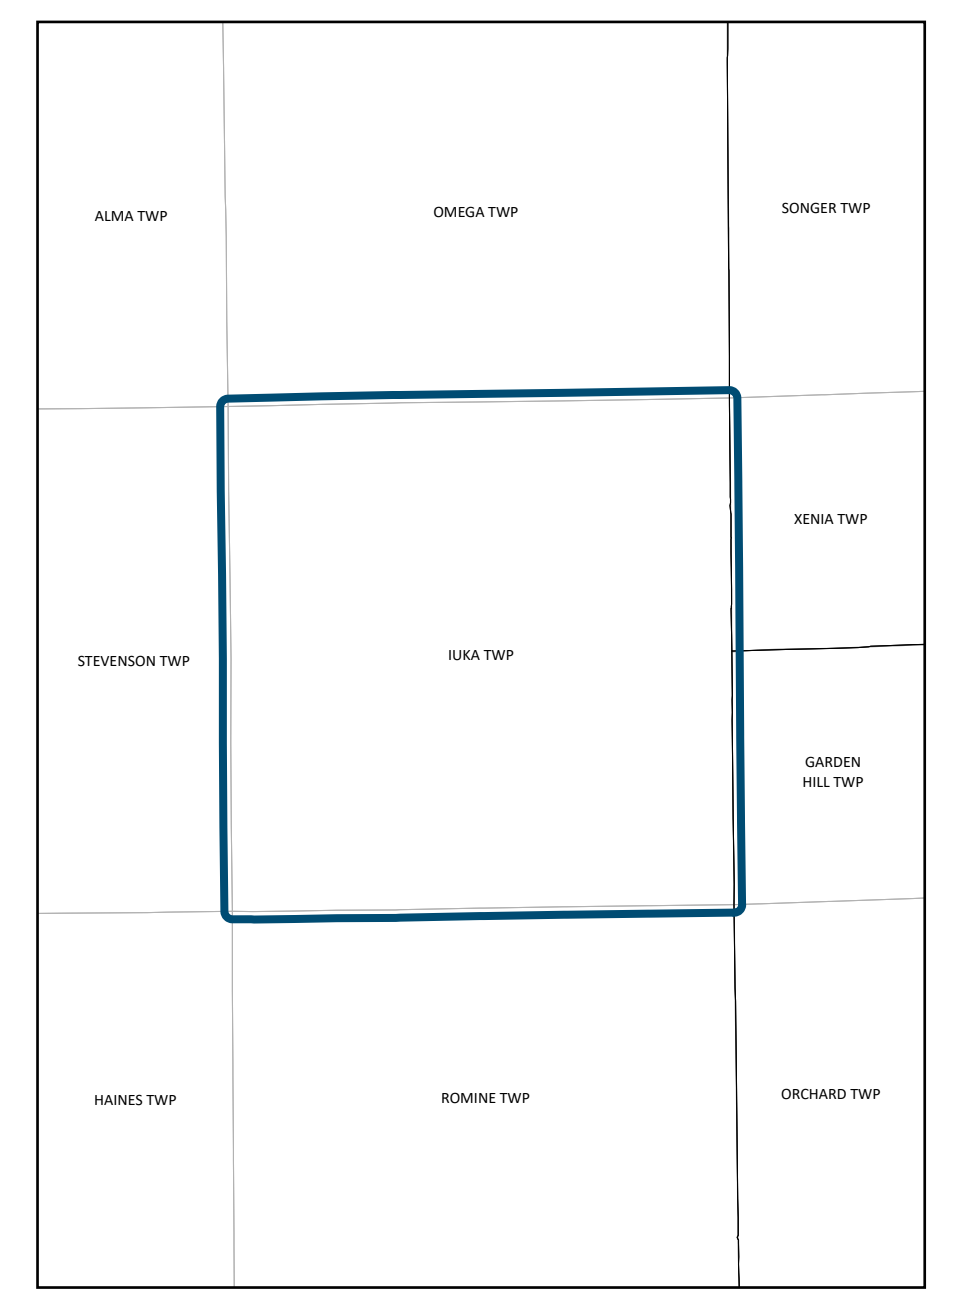 ALMA TWP
OMEGA TWP
SONGER TWP
XENIA TWP
STEVENSON TWP
IUKA TWP
GARDEN
HILL TWP
HAINES TWP
ROMINE TWP
ORCHARD TWP